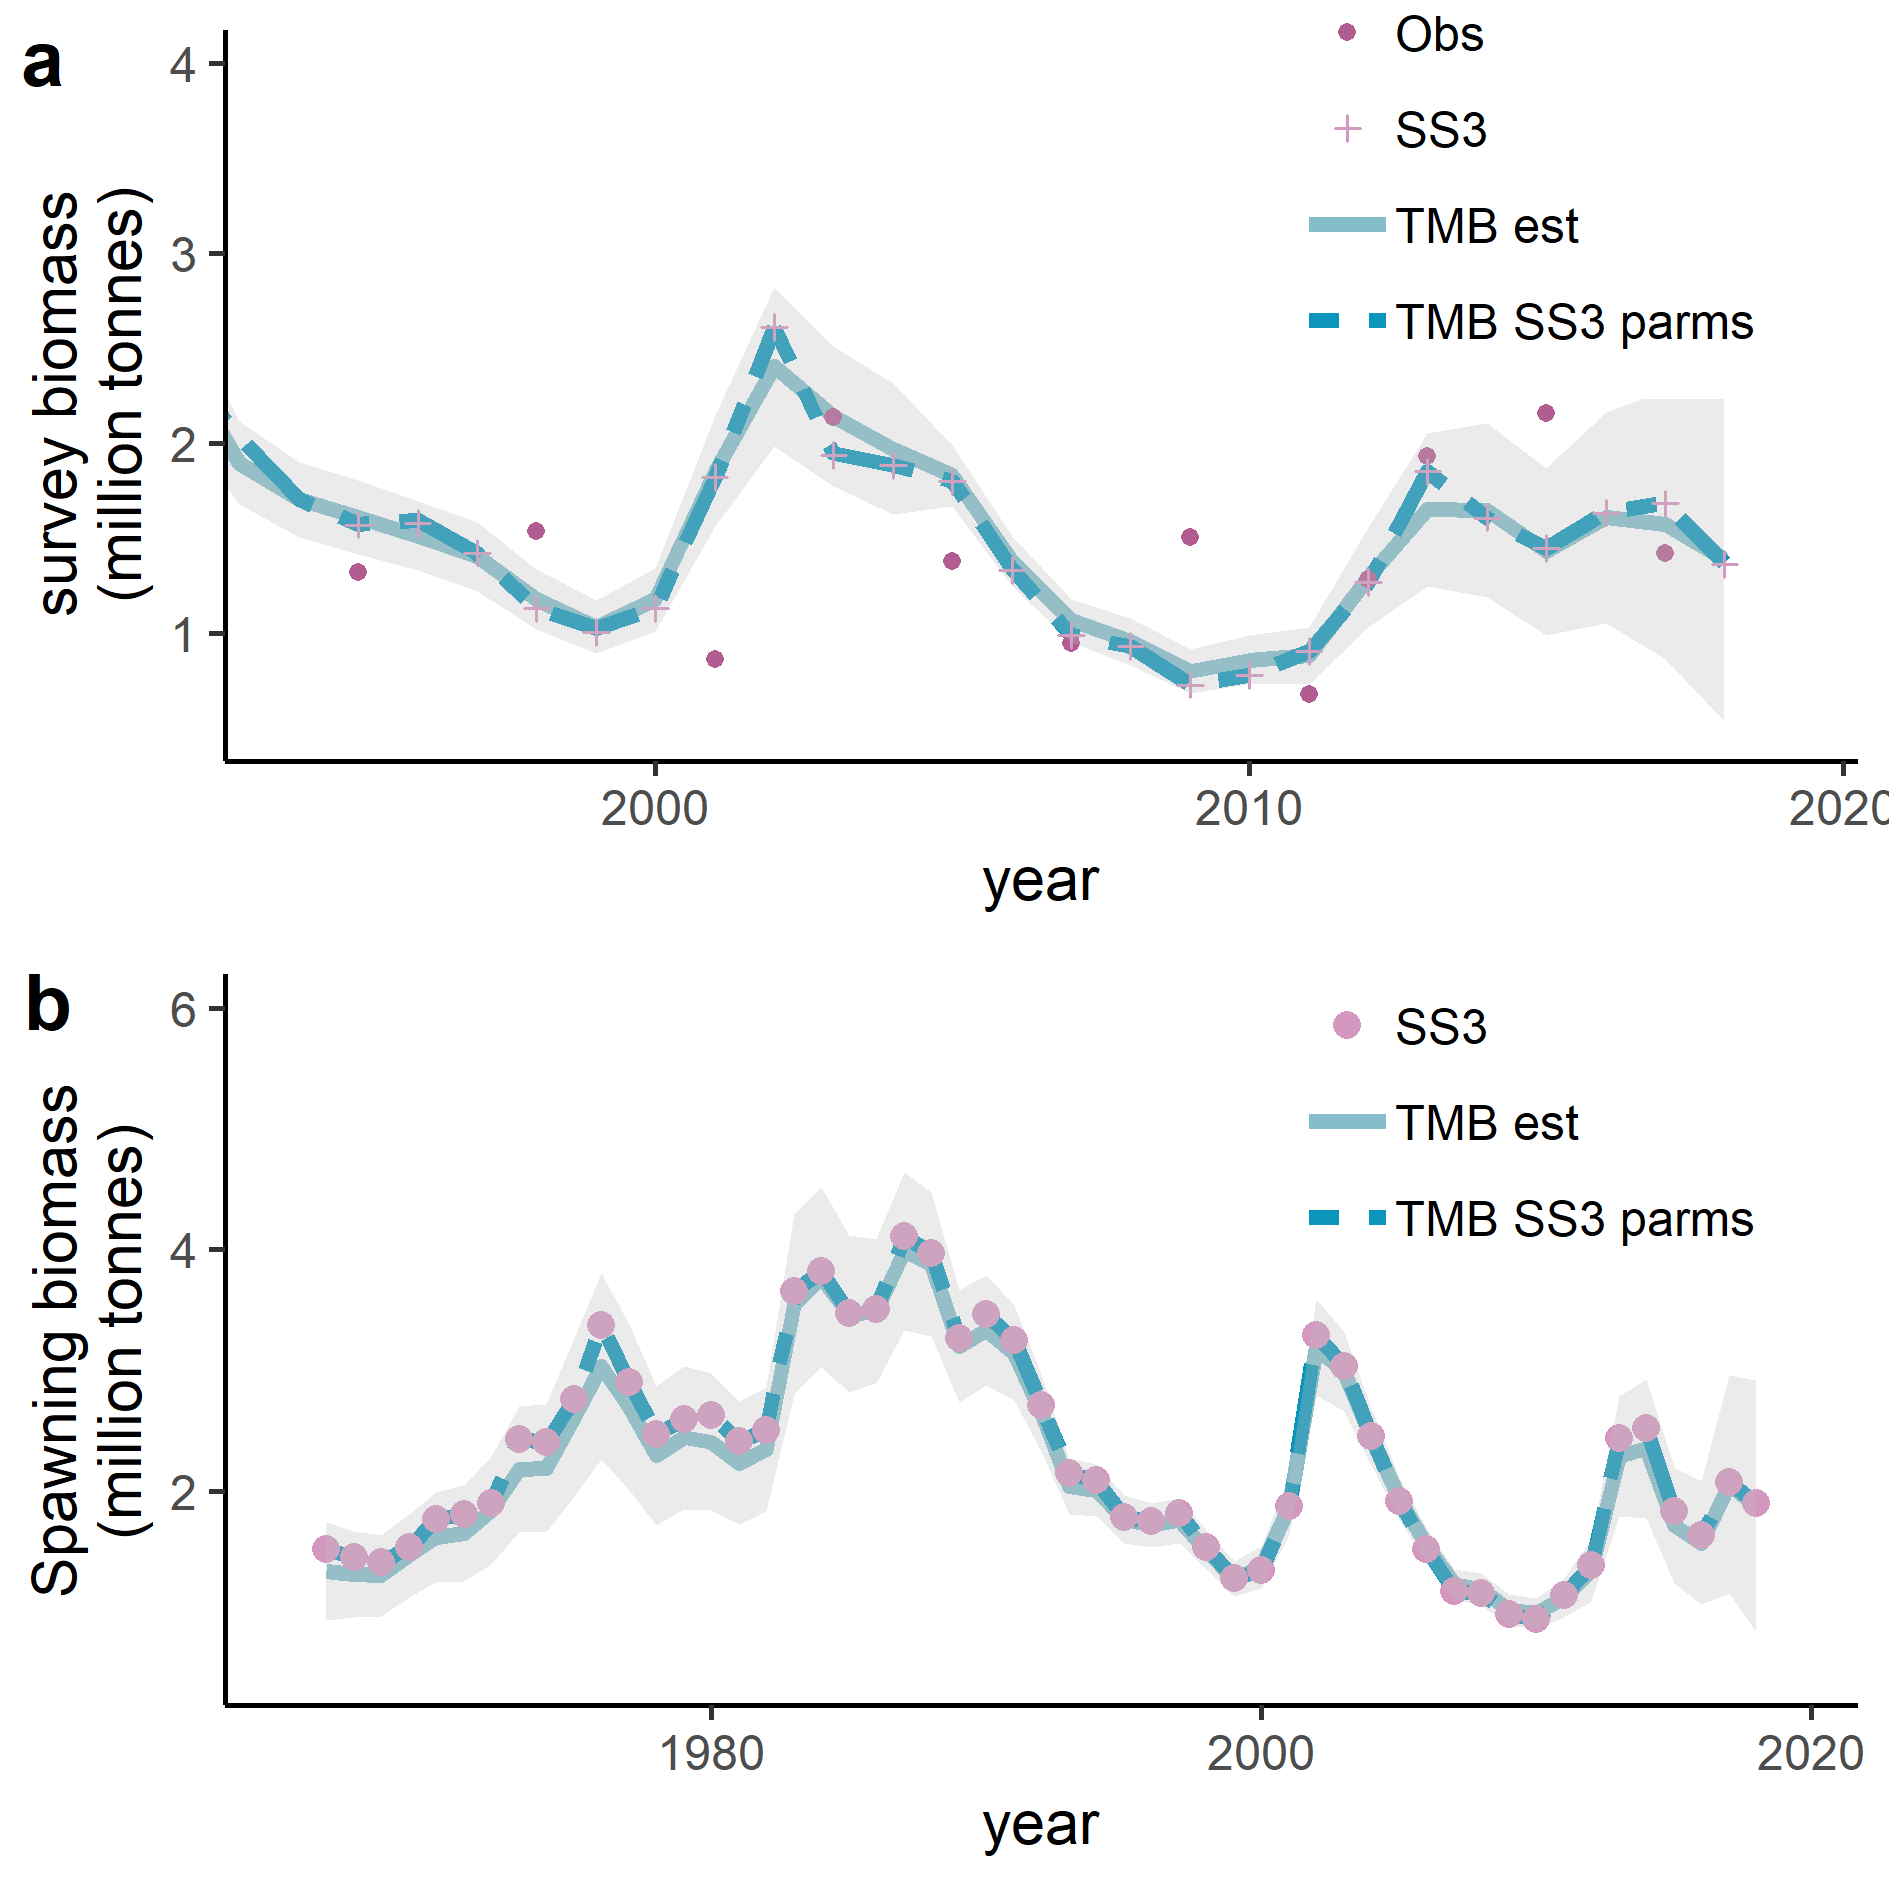 a
survey biomass
(million tonnes)
4
3
2
1
Obs
SS3
TMB est
TMB SS3 parms
2000
2010
2020
year
b
Spawning biomass
(million tonnes)
6
4
2
SS3
TMB est
TMB SS3 parms
1980
2000
2020
year